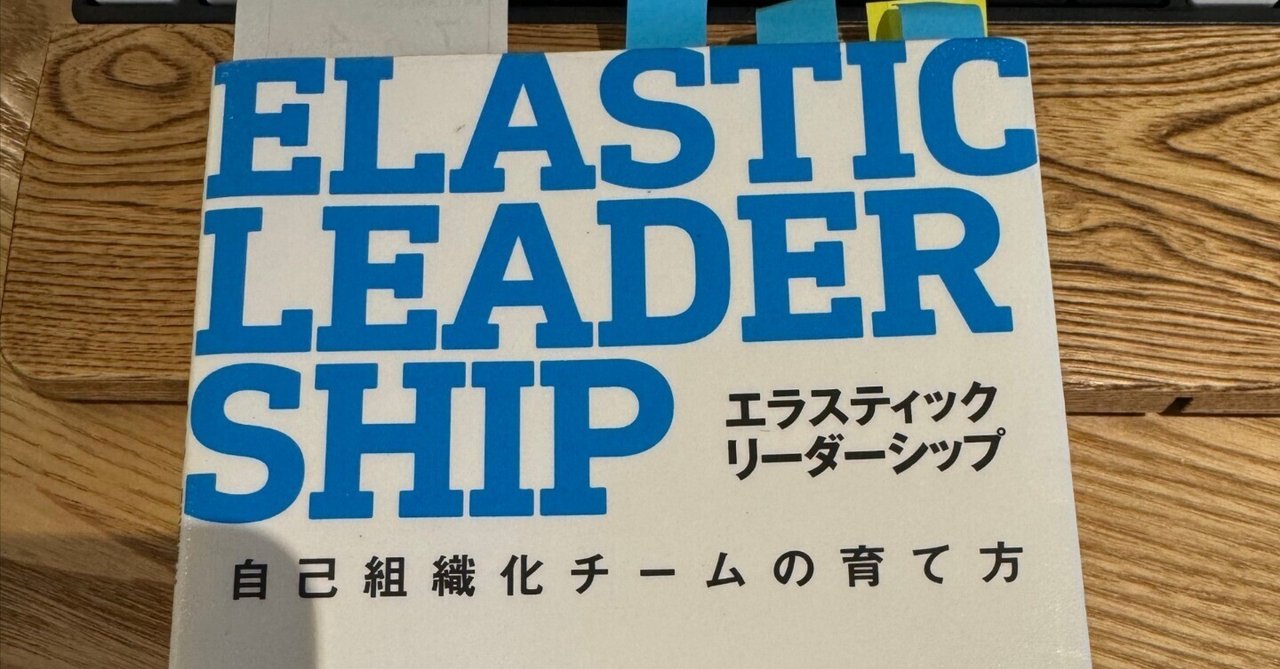 ELASTIC
LEADER
SHIP
エラスティック
リーダーシップ
自己組織化チームの育て方